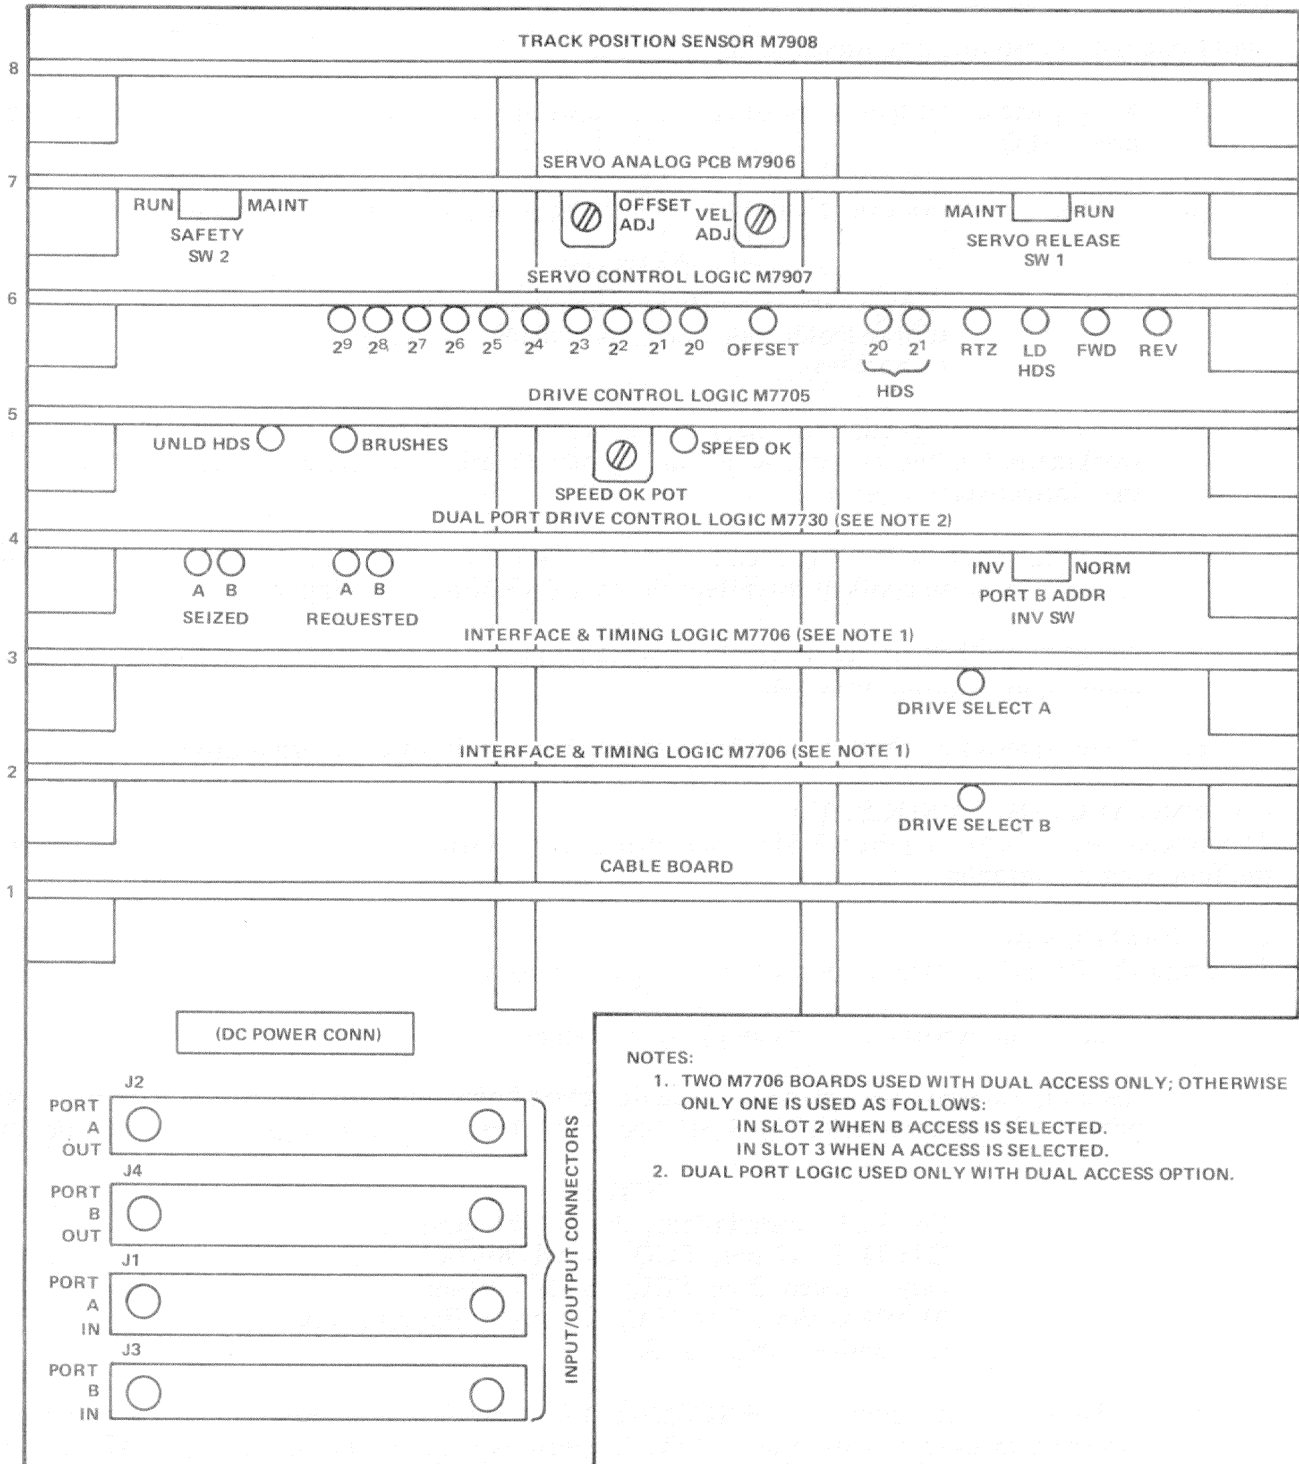 TRACK POSITION SENSOR M7908
8
SERVO ANALOG PCB M7906
7
RUN MAINT
SAFETY
SW 2
OFFSET
ADJ
VEL
ADJ
MAINT RUN
SERVO RELEASE
SW 1
SERVO CONTROL LOGIC M7907
6
2⁹ 2⁸ 2⁷ 2⁶ 2⁵ 2⁴ 2³ 2² 2¹ 2⁰ OFFSET 2⁰ 2¹ RTZ LD FWD REV
HDS
HDS
DRIVE CONTROL LOGIC M7705
5
UNLD HDS BRUSHES SPEED OK
SPEED OK POT
DUAL PORT DRIVE CONTROL LOGIC M7730 (SEE NOTE 2)
4
A B A B
SEIZED REQUESTED
INV NORM
PORT B ADDR
INV SW
INTERFACE & TIMING LOGIC M7706 (SEE NOTE 1)
3
DRIVE SELECT A
INTERFACE & TIMING LOGIC M7706 (SEE NOTE 1)
2
DRIVE SELECT B
CABLE BOARD
1
(DC POWER CONN)
J2
PORT
A
OUT
J4
PORT
B
OUT
J1
PORT
A
IN
J3
PORT
B
IN
INPUT/OUTPUT CONNECTORS
NOTES:
1. TWO M7706 BOARDS USED WITH DUAL ACCESS ONLY; OTHERWISE
ONLY ONE IS USED AS FOLLOWS:
IN SLOT 2 WHEN B ACCESS IS SELECTED.
IN SLOT 3 WHEN A ACCESS IS SELECTED.
2. DUAL PORT LOGIC USED ONLY WITH DUAL ACCESS OPTION.